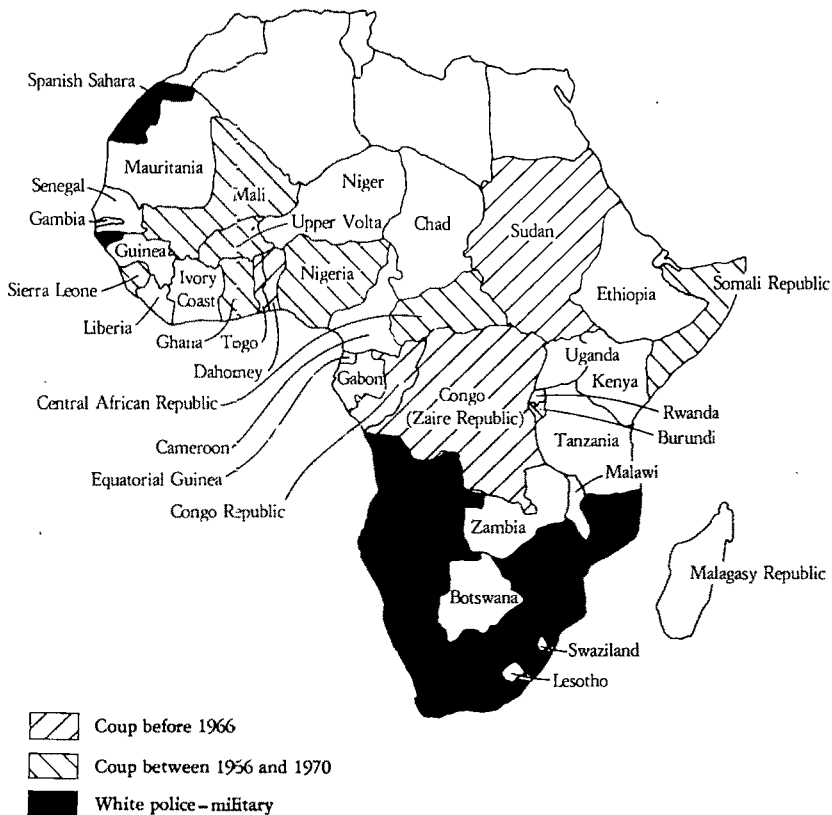 Spanish Sahara
Mauritania
Senegal
Gambia
Guinea
Sierra Leone
Liberia
Ivory
Coast
Ghana
Togo
Dahomey
Mali
Upper Volta
Niger
Nigeria
Chad
Sudan
Ethiopia
Somali Republic
Central African Republic
Cameroon
Equatorial Guinea
Gabon
Congo Republic
Congo
(Zaire Republic)
Uganda
Kenya
Rwanda
Burundi
Tanzania
Malawi
Zambia
Botswana
Malagasy Republic
Swaziland
Lesotho
Coup before 1966
Coup between 1956 and 1970
White police–military